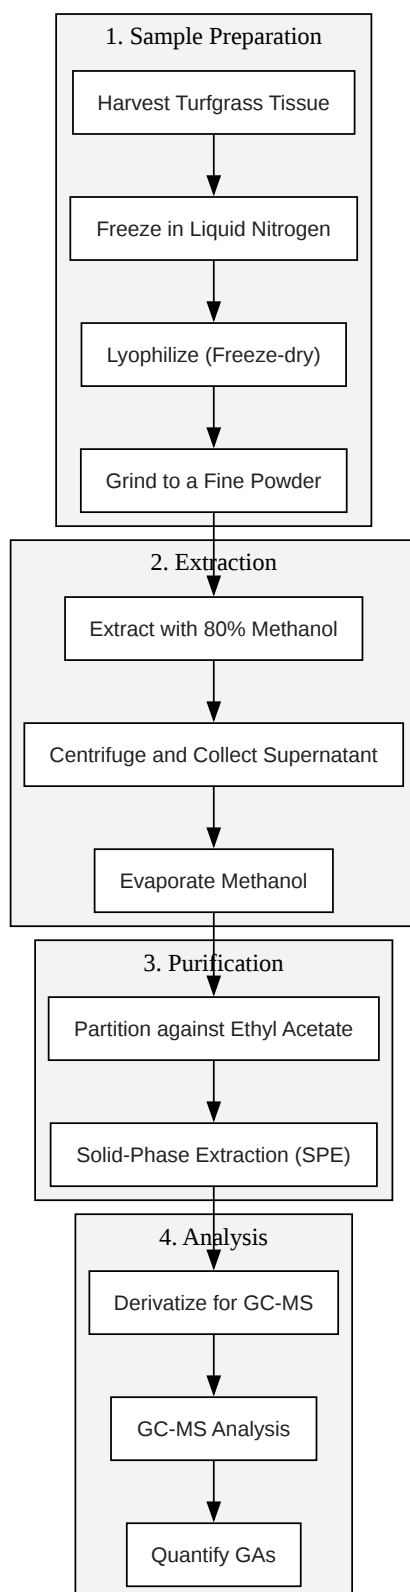 1. Sample Preparation
Harvest Turfgrass Tissue
Freeze in Liquid Nitrogen
Lyophilize (Freeze-dry)
Grind to a Fine Powder
2. Extraction
Extract with 80% Methanol
Centrifuge and Collect Supernatant
Evaporate Methanol
3. Purification
Partition against Ethyl Acetate
Solid-Phase Extraction (SPE)
4. Analysis
Derivatize for GC-MS
GC-MS Analysis
Quantify GAs